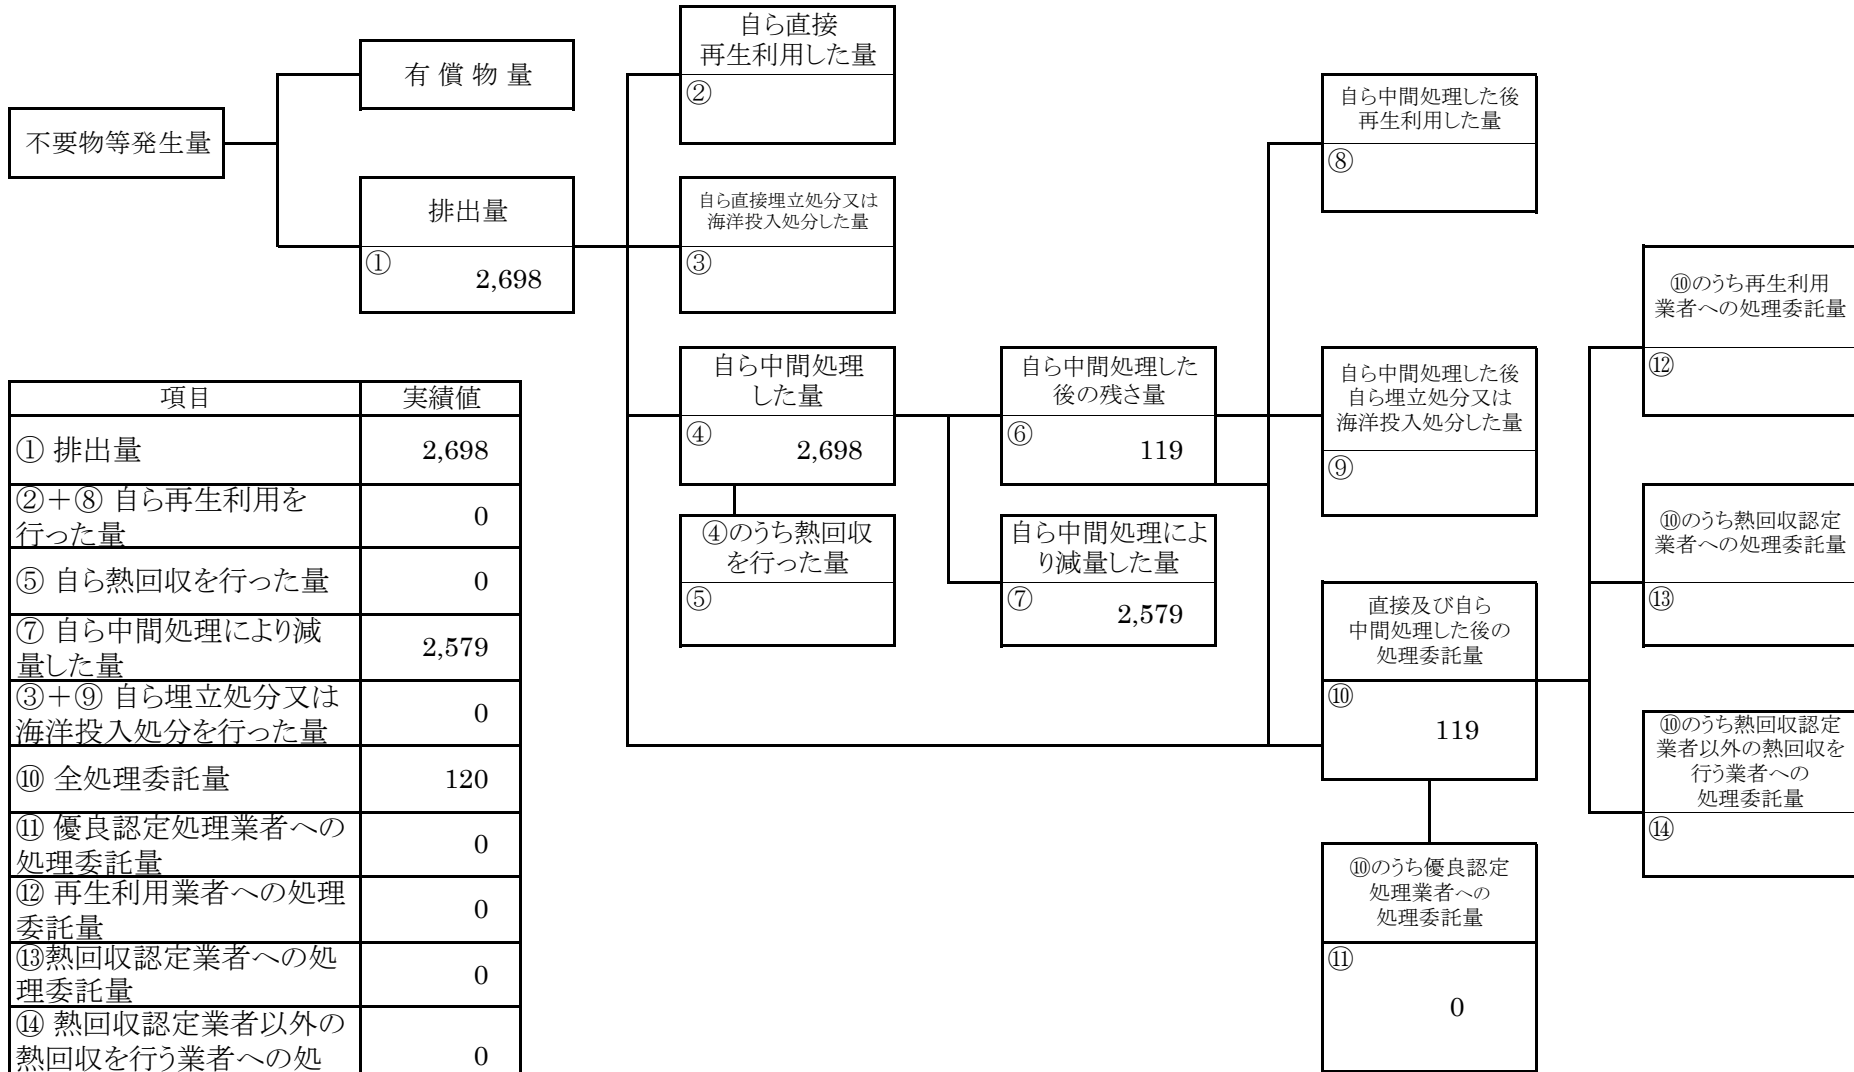 不要物等発生量
有償物量
排出量
① 2,698
自ら直接
再生利用した量
②
自ら直接埋立処分又は
海洋投入処分した量
③
自ら中間処理
した量
④ 2,698
④のうち熱回収
を行った量
⑤
自ら中間処理した
後の残さ量
⑥ 119
自ら中間処理によ
り減量した量
⑦ 2,579
自ら中間処理した後
再生利用した量
⑧
自ら中間処理した後
自ら埋立処分又は
海洋投入処分した量
⑨
直接及び自ら
中間処理した後の
処理委託量
⑩
119
⑩のうち優良認定
処理業者への
処理委託量
⑪
0
⑩のうち再生利用
業者への処理委託量
⑫
⑩のうち熱回収認定
業者への処理委託量
⑬
⑩のうち熱回収認定
業者以外の熱回収を
行う業者への
処理委託量
⑭
項目 実績値
① 排出量 2,698
②+⑧ 自ら再生利用を
行った量 0
⑤ 自ら熱回収を行った量 0
⑦ 自ら中間処理により減
量した量 2,579
③+⑨ 自ら埋立処分又は
海洋投入処分を行った量 0
⑩ 全処理委託量 120
⑪ 優良認定処理業者への
処理委託量 0
⑫ 再生利用業者への処理
委託量 0
⑬熱回収認定業者への処
理委託量 0
⑭ 熱回収認定業者以外の
熱回収を行う業者への処 0